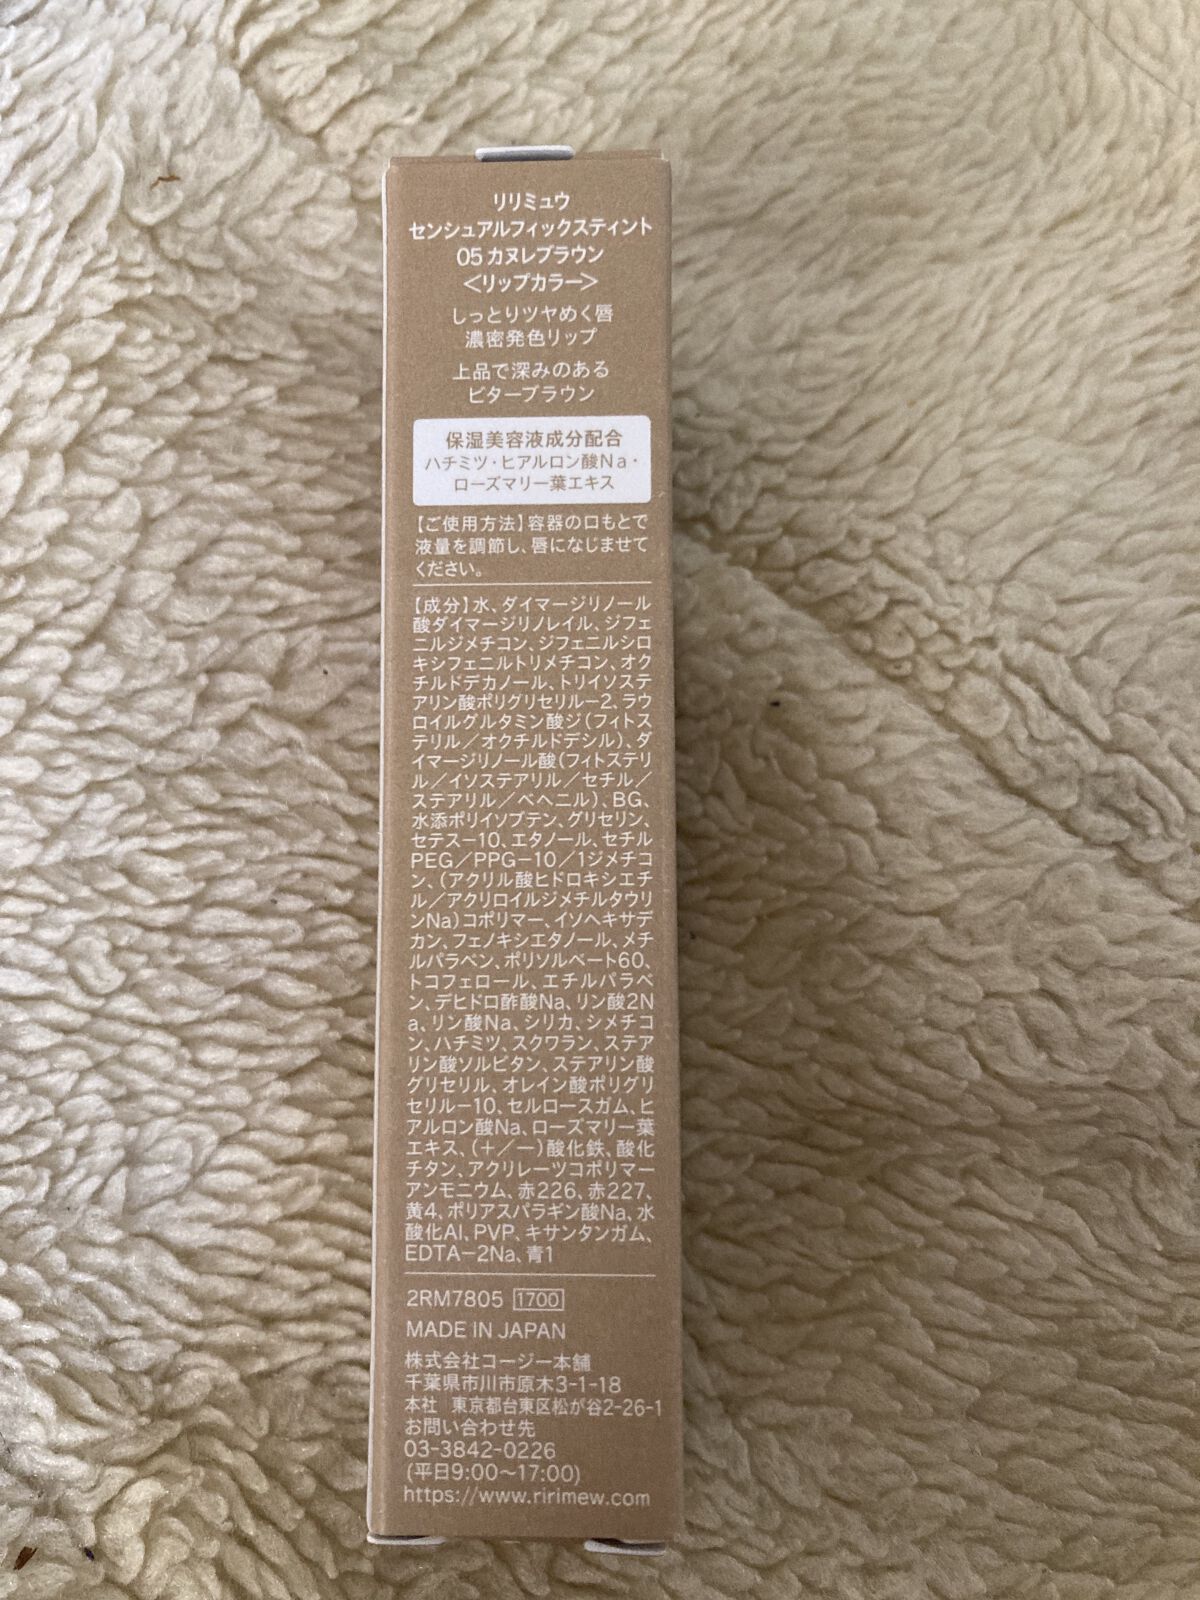 リリミュウ
センシュアルフィックスティント
05 カヌレブラウン
＜リップカラー＞
しっとりツヤめく唇
濃密発色リップ
上品で深みのある
ビターブラウン
保湿美容液成分配合
ハチミツ・ヒアルロン酸Na・
ローズマリー葉エキス
【ご使用方法】容器の口もとで
液量を調節し、唇になじませて
ください。
【成分】水、ダイマージリノール
酸ダイマージリノレイル、ジフェ
ニルジメチコン、ジフェニルシロ
キシフェニルトリメチコン、オク
チルドデカノール、トリイソステ
アリン酸ポリグリセリル－2、ラウ
ロイルグルタミン酸ジ（フィトス
テリル／オクチルドデシル）、ダ
イマージリノール酸（フィトステリ
ル／イソステアリル／セチル／
ステアリル／ベヘニル）、BG、
水添ポリイソブテン、グリセリン、
セテス－10、エタノール、セチル
PEG／PPG－10／1ジメチコ
ン、（アクリル酸ヒドロキシエチ
ル／アクリロイルジメチルタウリ
ンNa）コポリマー、イソヘキサデ
カン、フェノキシエタノール、メチ
ルパラベン、ポリソルベート60、
トコフェロール、エチルパラベ
ン、デヒドロ酢酸Na、リン酸2N
a、リン酸Na、シリカ、シメチコ
ン、ハチミツ、スクワラン、ステア
リン酸ソルビタン、ステアリン酸
グリセリル、オレイン酸ポリグリ
セリル－10、セルロースガム、ヒ
アルロン酸Na、ローズマリー葉
エキス、（＋／－）酸化鉄、酸化
チタン、アクリレーツコポリマー
アンモニウム、赤226、赤227、
黄4、ポリアスパラギン酸Na、水
酸化Al、PVP、キサンタンガム、
EDTA－2Na、青1
2RM7805 1700
MADE IN JAPAN
株式会社コージー本舗
千葉県市川市原木3-1-18
本社 東京都台東区松が谷2-26-1
お問い合わせ先
03-3842-0226
(平日9:00～17:00)
https://www.ririmew.com